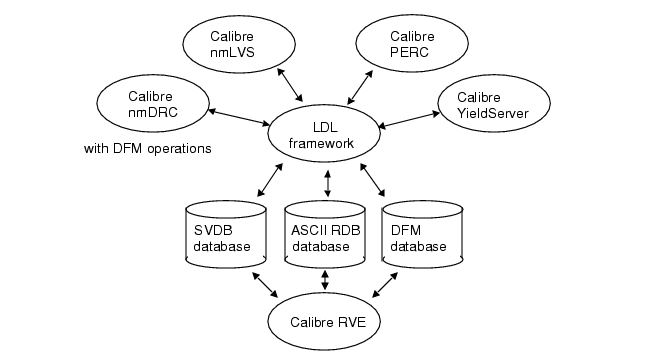 Calibre
nmLVS
Calibre
PERC
Calibre
nmDRC
Calibre
YieldServer
with DFM operations
LDL
framework
SVDB
database
ASCII RDB
database
DFM
database
Calibre RVE